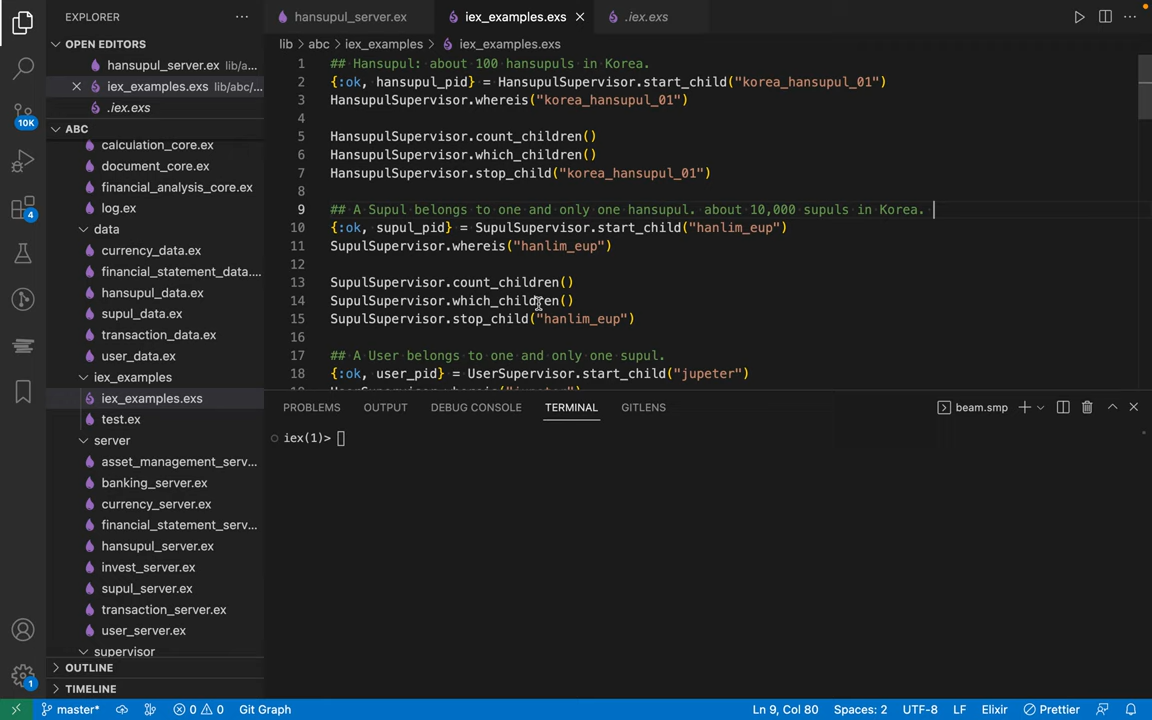 EXPLORER
hansupul_server.ex
iex_examples.exs
.iex.exs
OPEN EDITORS
hansupul_server.ex lib/a...
iex_examples.exs lib/abc/...
.iex.exs
ABC
calculation_core.ex
document_core.ex
financial_analysis_core.ex
log.ex
data
currency_data.ex
financial_statement_data....
hansupul_data.ex
supul_data.ex
transaction_data.ex
user_data.ex
iex_examples
iex_examples.exs
test.ex
server
asset_management_serv...
banking_server.ex
currency_server.ex
financial_statement_serv...
hansupul_server.ex
invest_server.ex
supul_server.ex
transaction_server.ex
user_server.ex
supervisor
OUTLINE
TIMELINE
10K
4
1
lib > abc > iex_examples > iex_examples.exs
1 ## Hansupul: about 100 hansupuls in Korea.
2 {:ok, hansupul_pid} = HansupulSupervisor.start_child("korea_hansupul_01")
3 HansupulSupervisor.whereis("korea_hansupul_01")
4
5 HansupulSupervisor.count_children()
6 HansupulSupervisor.which_children()
7 HansupulSupervisor.stop_child("korea_hansupul_01")
8
9 ## A Supul belongs to one and only one hansupul. about 10,000 supuls in Korea.
10 {:ok, supul_pid} = SupulSupervisor.start_child("hanlim_eup")
11 SupulSupervisor.whereis("hanlim_eup")
12
13 SupulSupervisor.count_children()
14 SupulSupervisor.which_children()
15 SupulSupervisor.stop_child("hanlim_eup")
16
17 ## A User belongs to one and only one supul.
18 {:ok, user_pid} = UserSupervisor.start_child("jupeter")
PROBLEMS OUTPUT DEBUG CONSOLE TERMINAL GITLENS beam.smp
iex(1)>
master* 0 0 Git Graph Ln 9, Col 80 Spaces: 2 UTF-8 LF Elixir Prettier